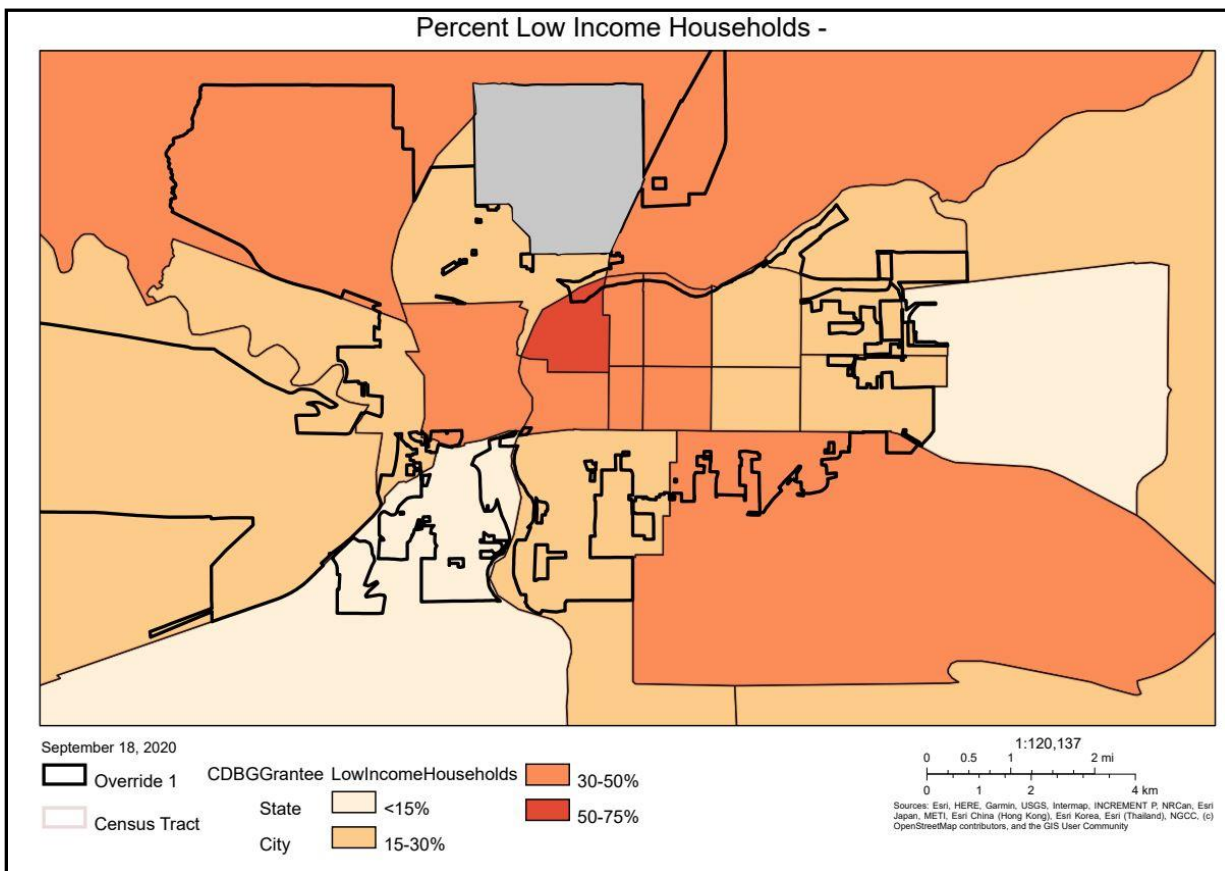 Percent Low Income Households -
September 18, 2020
Override 1
Census Tract
CDBGGrantee LowIncomeHouseholds
State <15%
City 15-30%
30-50%
50-75%
1:120,137
0 0.5 1 2 mi
0 1 2 4 km
Sources: Esri, HERE, Garmin, USGS, Intermap, INCREMENT P, NRCan, Esri
Japan, METI, Esri China (Hong Kong), Esri Korea, Esri (Thailand), NGCC, (c)
OpenStreetMap contributors, and the GIS User Community